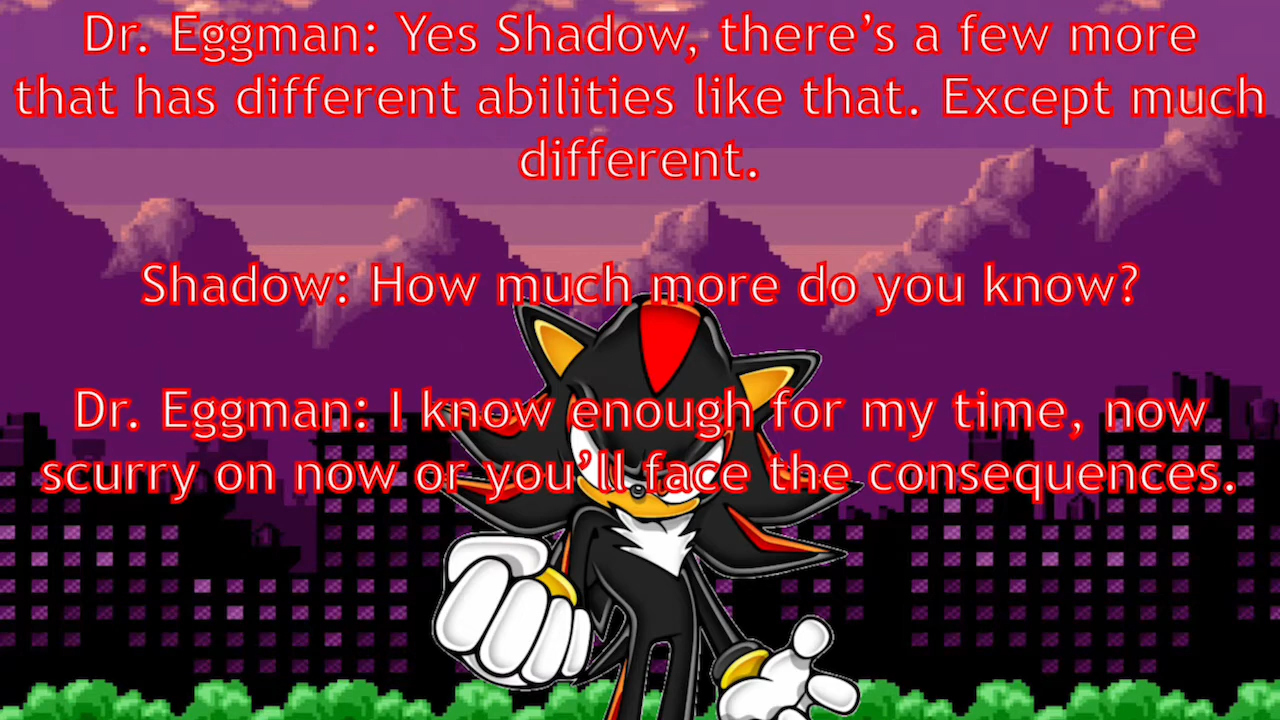 Dr. Eggman: Yes Shadow, there’s a few more
that has different abilities like that. Except much
different.
Shadow: How much more do you know?
Dr. Eggman: I know enough for my time, now
scurry on now or you’ll face the consequences.